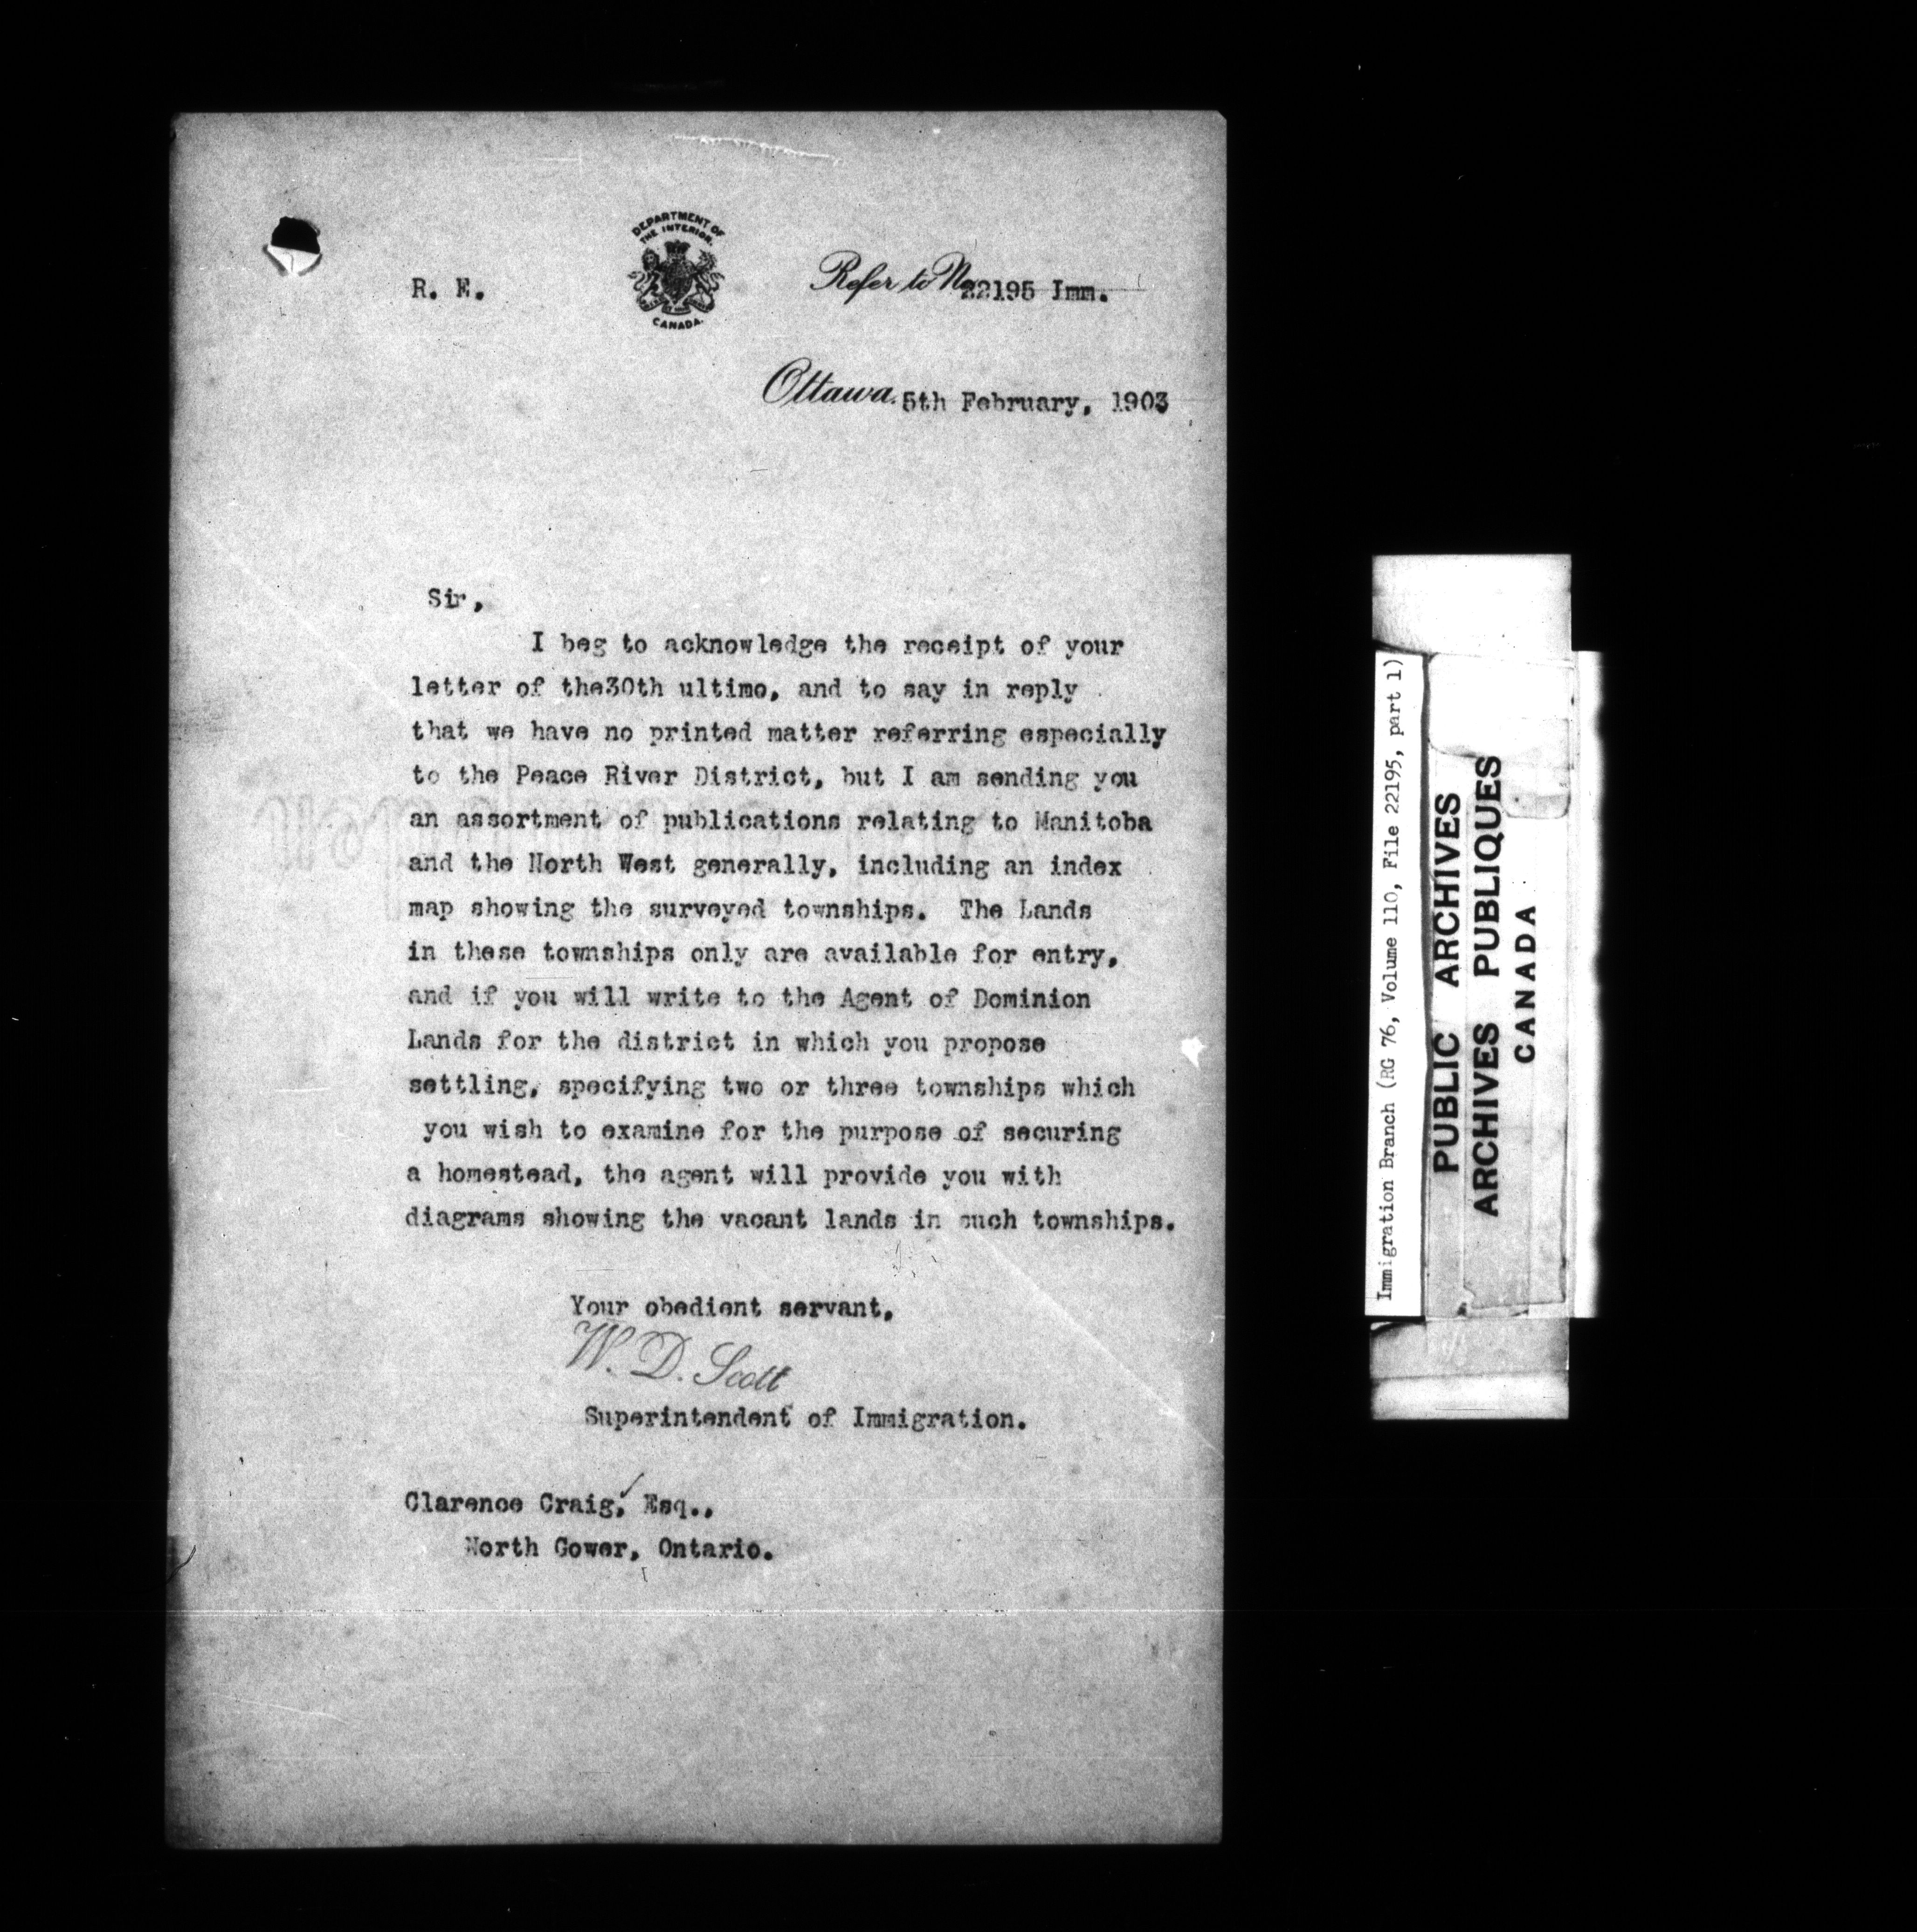 DEPARTMENT OF
THE INTERIOR.
CANADA.
R. E.
Refer to No 22195 Imm.
Ottawa. 5th February, 1903
Sir,
I beg to acknowledge the receipt of your
letter of the30th ultimo, and to say in reply
that we have no printed matter referring especially
to the Peace River District, but I am sending you
an assortment of publications relating to Manitoba
and the North West generally, including an index
map showing the surveyed townships. The Lands
in these townships only are available for entry,
and if you will write to the Agent of Dominion
Lands for the district in which you propose
settling, specifying two or three townships which
you wish to examine for the purpose of securing
a homestead, the agent will provide you with
diagrams showing the vacant lands in such townships.
Your obedient servant,
W. D. Scott
Superintendent of Immigration.
Clarence Craig, Esq.,
North Gower, Ontario.
Immigration Branch (RG 76, Volume 110, File 22195, part 1)
PUBLIC ARCHIVES
ARCHIVES PUBLIQUES
CANADA